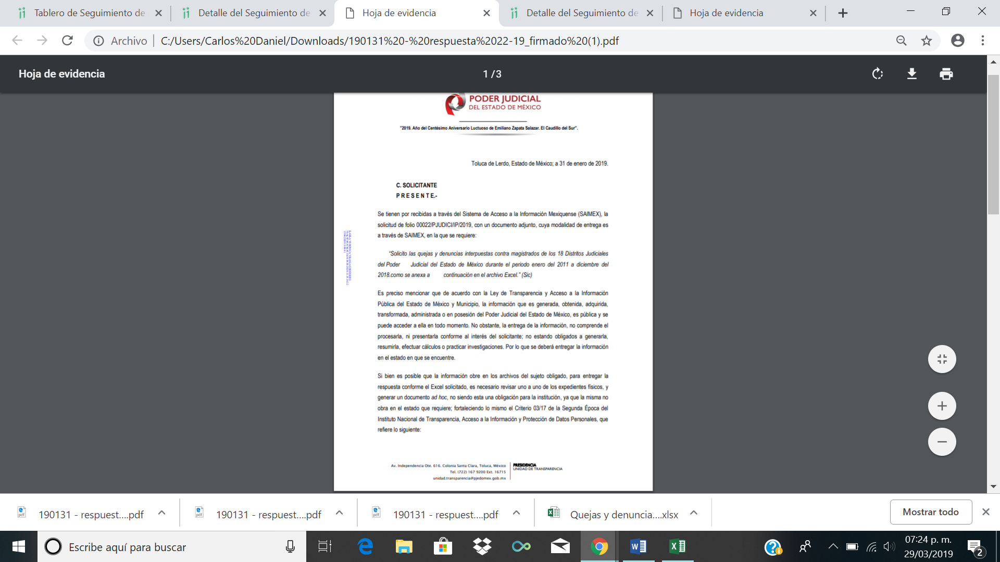 Tablero de Seguimiento de
Detalle del Seguimiento de
Hoja de evidencia
Detalle del Seguimiento de
Hoja de evidencia
Archivo
C:/Users/Carlos%20Daniel/Downloads/190131%20-%20respuesta%2022-19_firmado%20(1).pdf
Hoja de evidencia
1 / 3
PODER JUDICIAL
DEL ESTADO DE MÉXICO
"2019. Año del Centésimo Aniversario Luctuoso de Emiliano Zapata Salazar. El Caudillo del Sur".
Toluca de Lerdo, Estado de México; a 31 de enero de 2019.
C. SOLICITANTE
P R E S E N T E.-
Se tienen por recibidas a través del Sistema de Acceso a la Información Mexiquense (SAIMEX), la
solicitud de folio 00022/PJUDICI/IP/2019, con un documento adjunto, cuya modalidad de entrega es
a través de SAIMEX, en la que se requiere:
“Solicito las quejas y denuncias interpuestas contra magistrados de los 18 Distritos Judiciales
del Poder Judicial del Estado de México durante el periodo enero del 2011 a diciembre del
2018.como se anexa a continuación en el archivo Excel.” (Sic)
Es preciso mencionar que de acuerdo con la Ley de Transparencia y Acceso a la Información
Pública del Estado de México y Municipio, la información que es generada, obtenida, adquirida,
transformada, administrada o en posesión del Poder Judicial del Estado de México, es pública y se
puede acceder a ella en todo momento. No obstante, la entrega de la información, no comprende el
procesarla, ni presentarla conforme al interés del solicitante; no estando obligados a generarla,
resumirla, efectuar cálculos o practicar investigaciones. Por lo que se deberá entregar la información
en el estado en que se encuentre.
Si bien es posible que la información obre en los archivos del sujeto obligado, para entregar la
respuesta conforme el Excel solicitado, es necesario revisar uno a uno de los expedientes físicos, y
generar un documento ad hoc, no siendo esta una obligación para la institución, ya que la misma no
obra en el estado que requiere; fortaleciendo lo mismo el Criterio 03/17 de la Segunda Época del
Instituto Nacional de Transparencia, Acceso a la Información y Protección de Datos Personales, que
refiere lo siguiente:
Av. Independencia Ote. 616. Colonia Santa Clara, Toluca, México
Tel. (722) 167 9200 Ext. 16715
unidad.transparencia@pjedomex.gob.mx
PRESIDENCIA
UNIDAD DE TRANSPARENCIA
190131 - respuest....pdf
190131 - respuest....pdf
190131 - respuest....pdf
Quejas y denuncia....xlsx
Mostrar todo
Escribe aquí para buscar
07:24 p. m.
29/03/2019
2